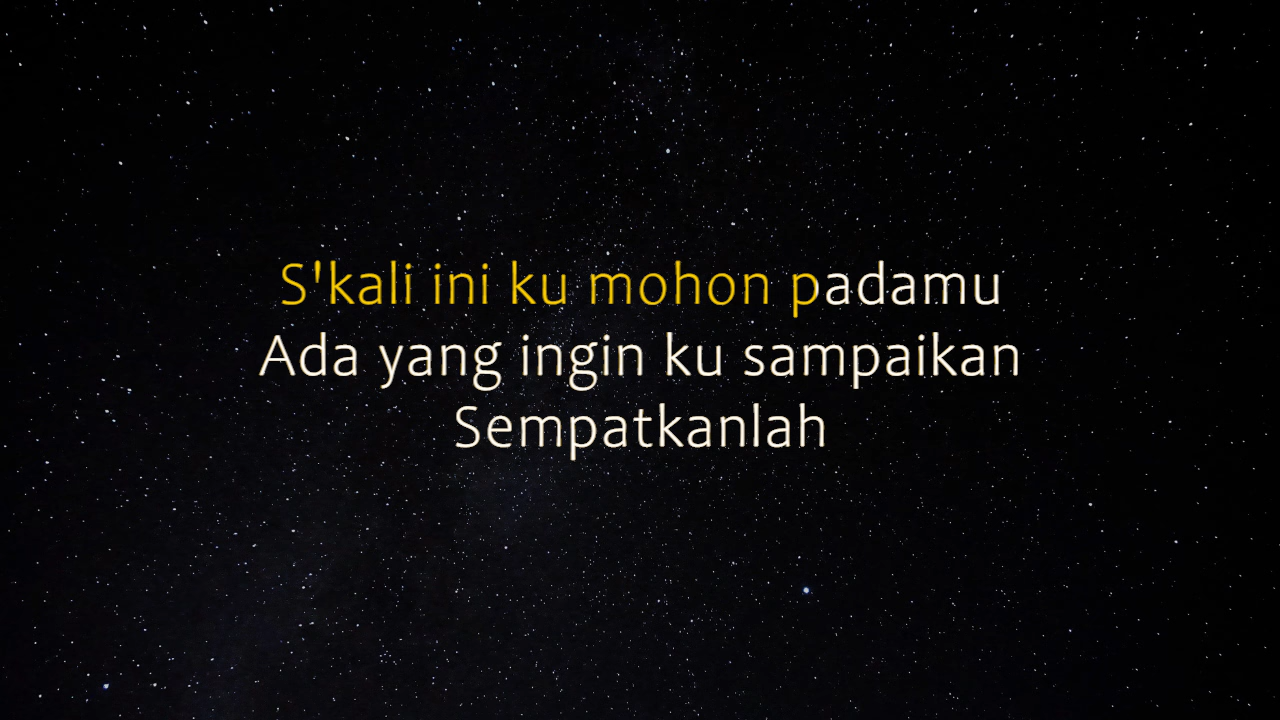 S'kali ini ku mohon padamu
Ada yang ingin ku sampaikan
Sempatkanlah